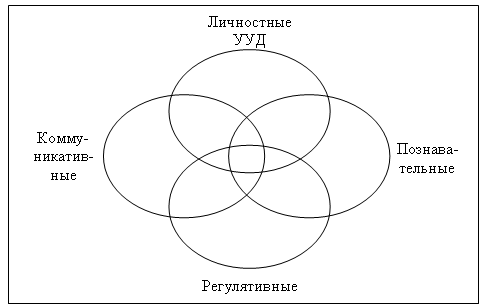 Личностные
УУД
Комму-
никатив-
ные
Познава-
тельные
Регулятивные